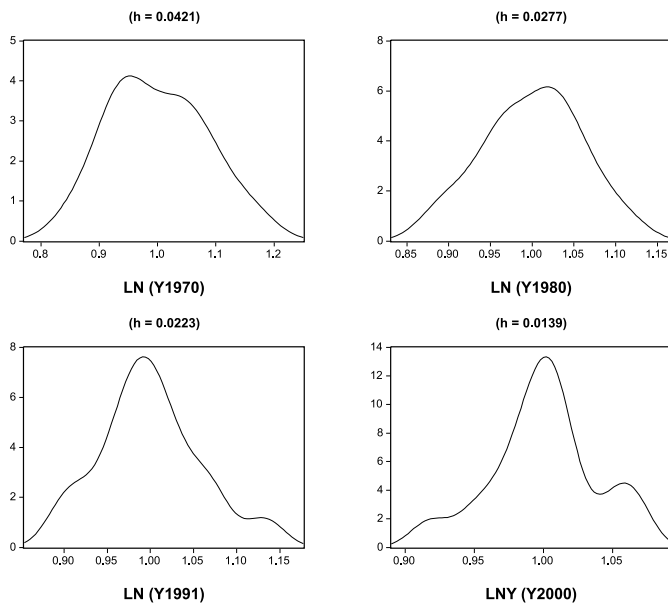 (h = 0.0421)
5
4
3
2
1
0
0.8 0.9 1.0 1.1 1.2
LN (Y1970)
(h = 0.0277)
8
6
4
2
0
0.85 0.90 0.95 1.00 1.05 1.10 1.15
LN (Y1980)
(h = 0.0223)
8
6
4
2
0
0.90 0.95 1.00 1.05 1.10 1.15
LN (Y1991)
(h = 0.0139)
14
12
10
8
6
4
2
0
0.90 0.95 1.00 1.05
LNY (Y2000)